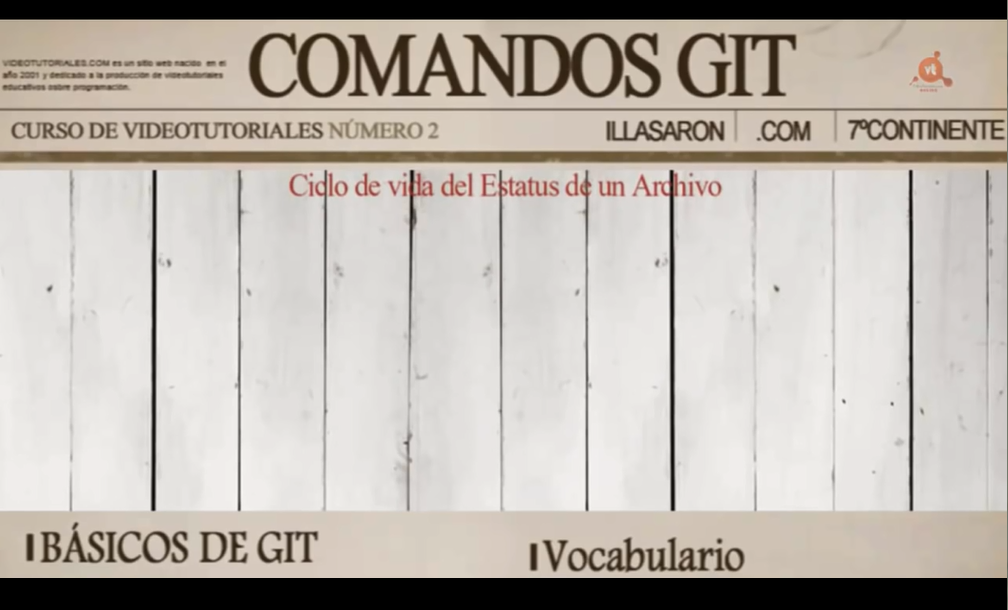 COMANDOS GIT
VIDEOTUTORIALES.COM es un sitio web nacido en el
año 2001 y dedicado a la producción de videotutoriales
educativos sobre programación.
vt
CURSO DE VIDEOTUTORIALES NÚMERO 2
ILLASARON .COM 7ºCONTINENTE
Ciclo de vida del Estatus de un Archivo
BÁSICOS DE GIT
Vocabulario